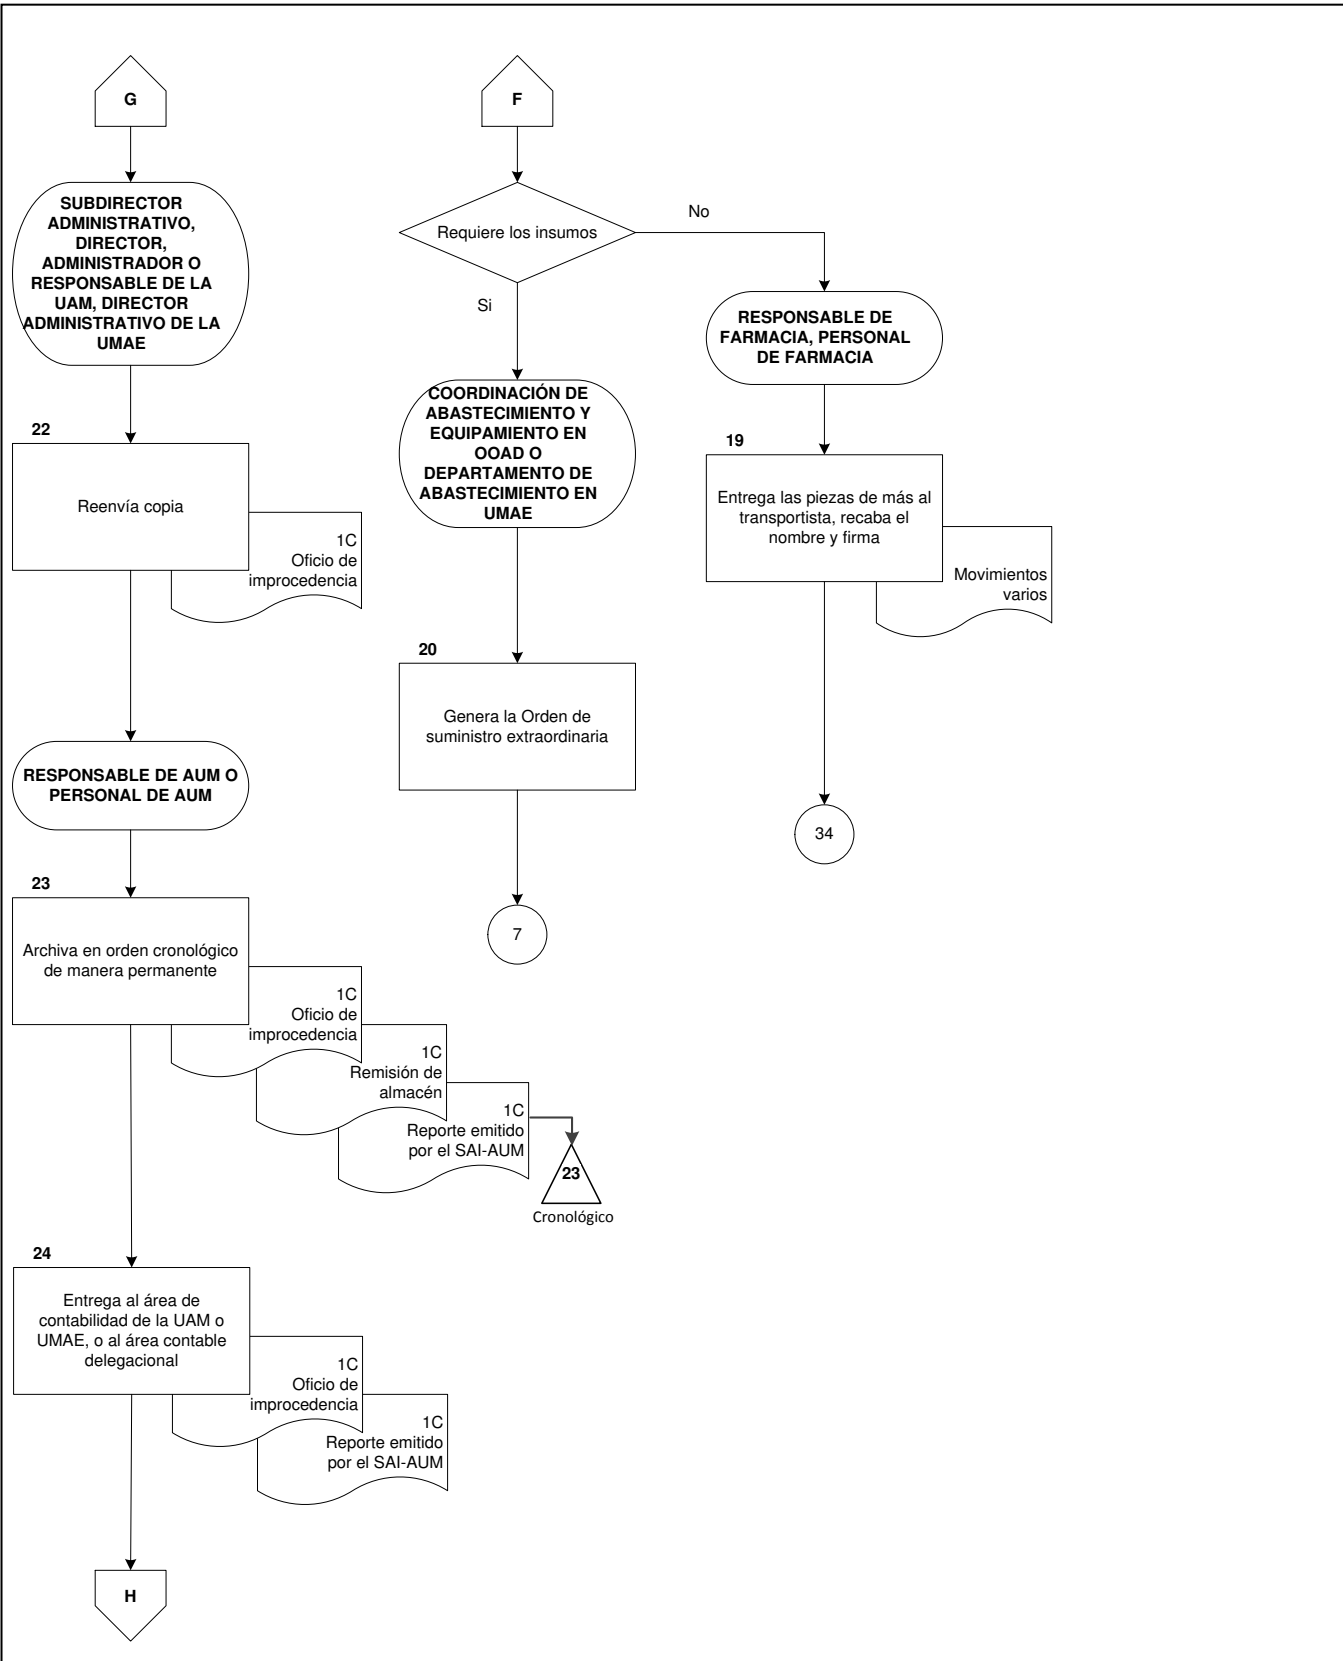 G
SUBDIRECTOR
ADMINISTRATIVO,
DIRECTOR,
ADMINISTRADOR O
RESPONSABLE DE LA
UAM, DIRECTOR
ADMINISTRATIVO DE LA
UMAE
22
Reenvía copia
1C
Oficio de
improcedencia
RESPONSABLE DE AUM O
PERSONAL DE AUM
23
Archiva en orden cronológico
de manera permanente
1C
Oficio de
improcedencia
1C
Remisión de
almacén
1C
Reporte emitido
por el SAI-AUM
23
Cronológico
24
Entrega al área de
contabilidad de la UAM o
UMAE, o al área contable
delegacional
1C
Oficio de
improcedencia
1C
Reporte emitido
por el SAI-AUM
H
F
Requiere los insumos
No
Si
COORDINACIÓN DE
ABASTECIMIENTO Y
EQUIPAMIENTO EN
OOAD O
DEPARTAMENTO DE
ABASTECIMIENTO EN
UMAE
20
Genera la Orden de
suministro extraordinaria
7
RESPONSABLE DE
FARMACIA, PERSONAL
DE FARMACIA
19
Entrega las piezas de más al
transportista, recaba el
nombre y firma
Movimientos
varios
34